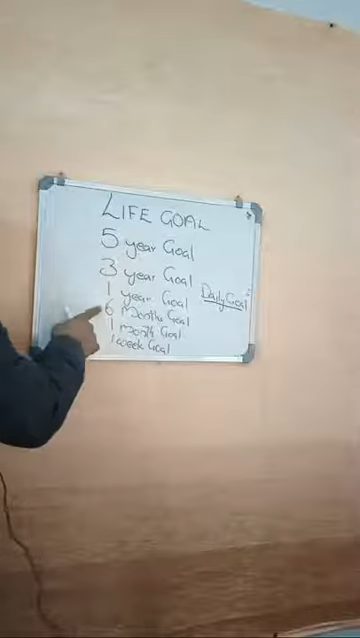 LIFE GOAL
5 year Goal
3 year Goal
1 year Goal
Daily Goal
6 Months Goal
1 Month Goal
1 week Goal